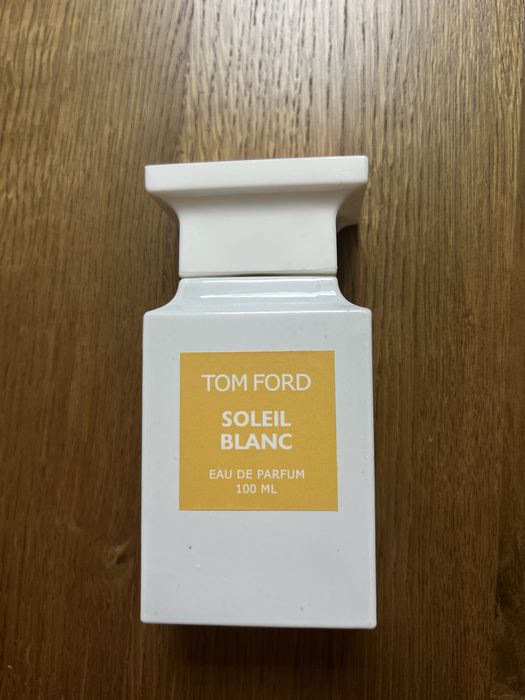 TOM FORD
SOLEIL
BLANC
EAU DE PARFUM
100 ML